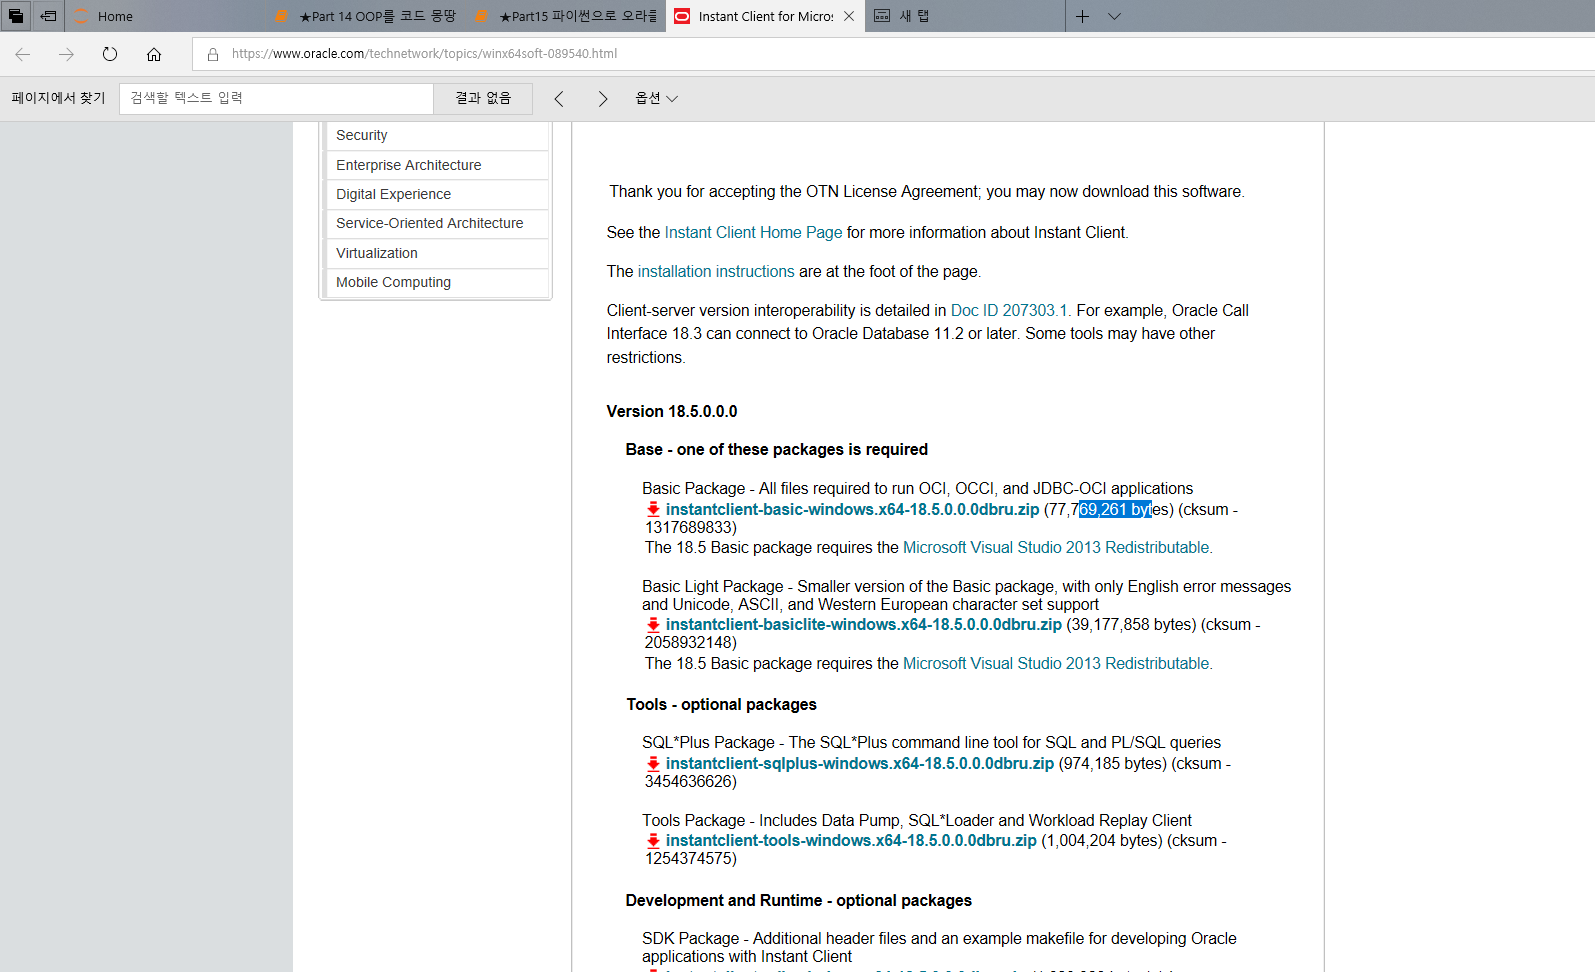 Home
★Part 14 OOP를 코드 몽땅
★Part15 파이썬으로 오라클
Instant Client for Micros
새 탭
https://www.oracle.com/technetwork/topics/winx64soft-089540.html
페이지에서 찾기
검색할 텍스트 입력
결과 없음
옵션
Security
Enterprise Architecture
Digital Experience
Service-Oriented Architecture
Virtualization
Mobile Computing
Thank you for accepting the OTN License Agreement; you may now download this software.
See the Instant Client Home Page for more information about Instant Client.
The installation instructions are at the foot of the page.
Client-server version interoperability is detailed in Doc ID 207303.1. For example, Oracle Call
Interface 18.3 can connect to Oracle Database 11.2 or later. Some tools may have other
restrictions.
Version 18.5.0.0.0
Base - one of these packages is required
Basic Package - All files required to run OCI, OCCI, and JDBC-OCI applications
instantclient-basic-windows.x64-18.5.0.0.0dbru.zip (77,769,261 bytes) (cksum -
1317689833)
The 18.5 Basic package requires the Microsoft Visual Studio 2013 Redistributable.
Basic Light Package - Smaller version of the Basic package, with only English error messages
and Unicode, ASCII, and Western European character set support
instantclient-basiclite-windows.x64-18.5.0.0.0dbru.zip (39,177,858 bytes) (cksum -
2058932148)
The 18.5 Basic package requires the Microsoft Visual Studio 2013 Redistributable.
Tools - optional packages
SQL*Plus Package - The SQL*Plus command line tool for SQL and PL/SQL queries
instantclient-sqlplus-windows.x64-18.5.0.0.0dbru.zip (974,185 bytes) (cksum -
3454636626)
Tools Package - Includes Data Pump, SQL*Loader and Workload Replay Client
instantclient-tools-windows.x64-18.5.0.0.0dbru.zip (1,004,204 bytes) (cksum -
1254374575)
Development and Runtime - optional packages
SDK Package - Additional header files and an example makefile for developing Oracle
applications with Instant Client